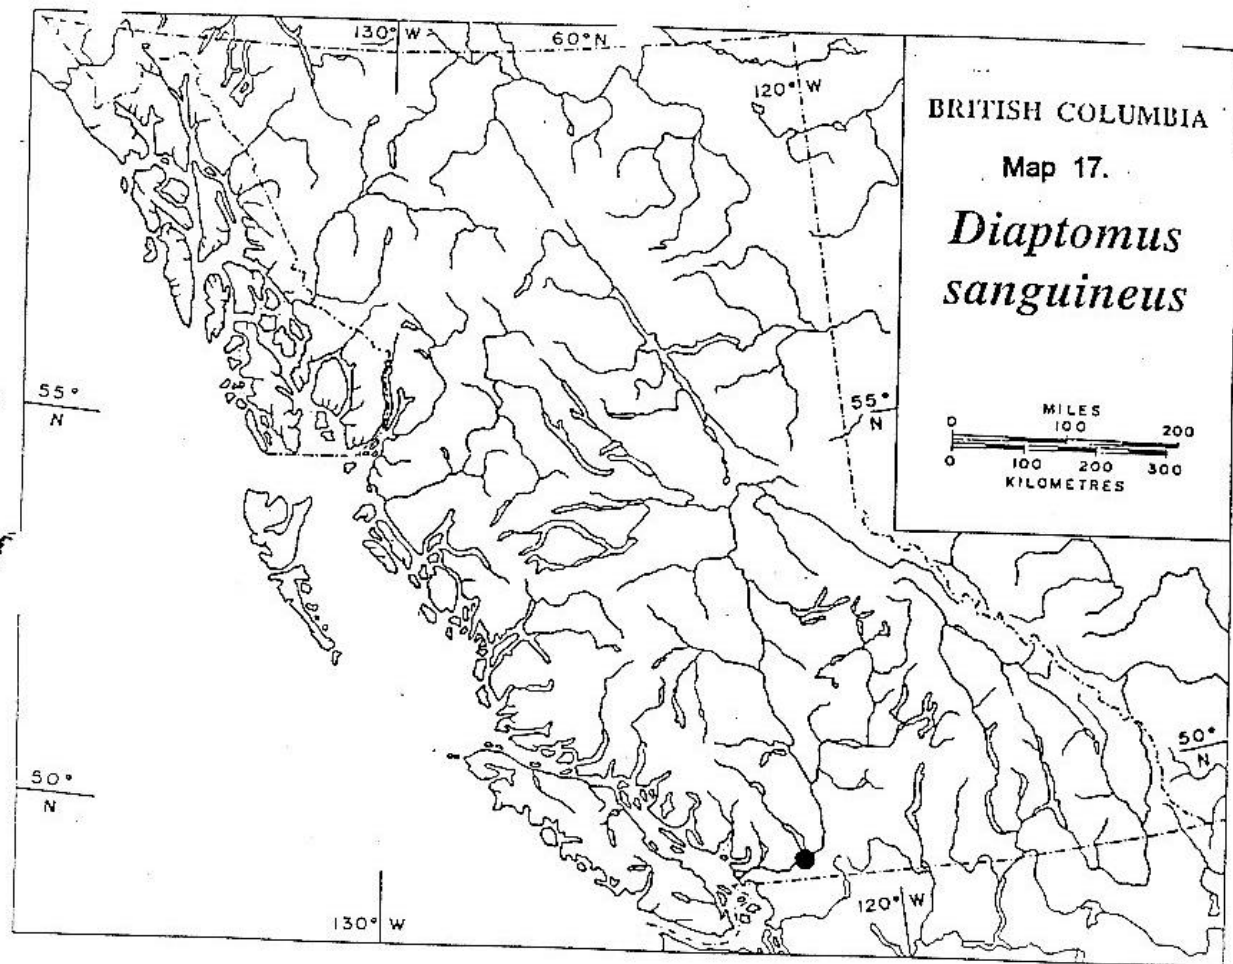 130° W
60°N
120° W
BRITISH COLUMBIA
Map 17.
Diaptomus
sanguineus
55°
N
55°
N
MILES
0 100 200
0 100 200 300
KILOMETRES
50°
N
50°
N
130° W
120° W